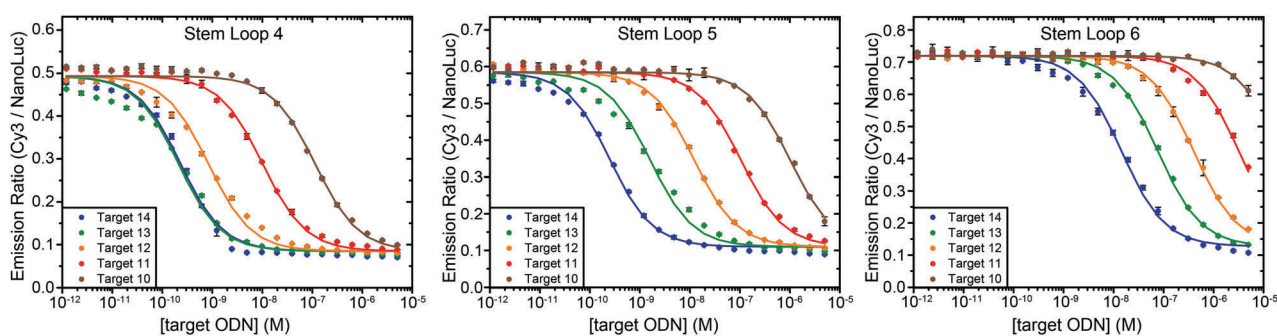 Stem Loop 4
Emission Ratio (Cy3 / NanoLuc)
0.6
0.5
0.4
0.3
0.2
0.1
0.0
Target 14
Target 13
Target 12
Target 11
Target 10
10⁻¹² 10⁻¹¹ 10⁻¹⁰ 10⁻⁹ 10⁻⁸ 10⁻⁷ 10⁻⁶ 10⁻⁵
[target ODN] (M)
Stem Loop 5
Emission Ratio (Cy3 / NanoLuc)
0.7
0.6
0.5
0.4
0.3
0.2
0.1
0.0
Target 14
Target 13
Target 12
Target 11
Target 10
10⁻¹² 10⁻¹¹ 10⁻¹⁰ 10⁻⁹ 10⁻⁸ 10⁻⁷ 10⁻⁶ 10⁻⁵
[target ODN] (M)
Stem Loop 6
Emission Ratio (Cy3 / NanoLuc)
0.8
0.7
0.6
0.5
0.4
0.3
0.2
0.1
0.0
Target 14
Target 13
Target 12
Target 11
Target 10
10⁻¹² 10⁻¹¹ 10⁻¹⁰ 10⁻⁹ 10⁻⁸ 10⁻⁷ 10⁻⁶ 10⁻⁵
[target ODN] (M)